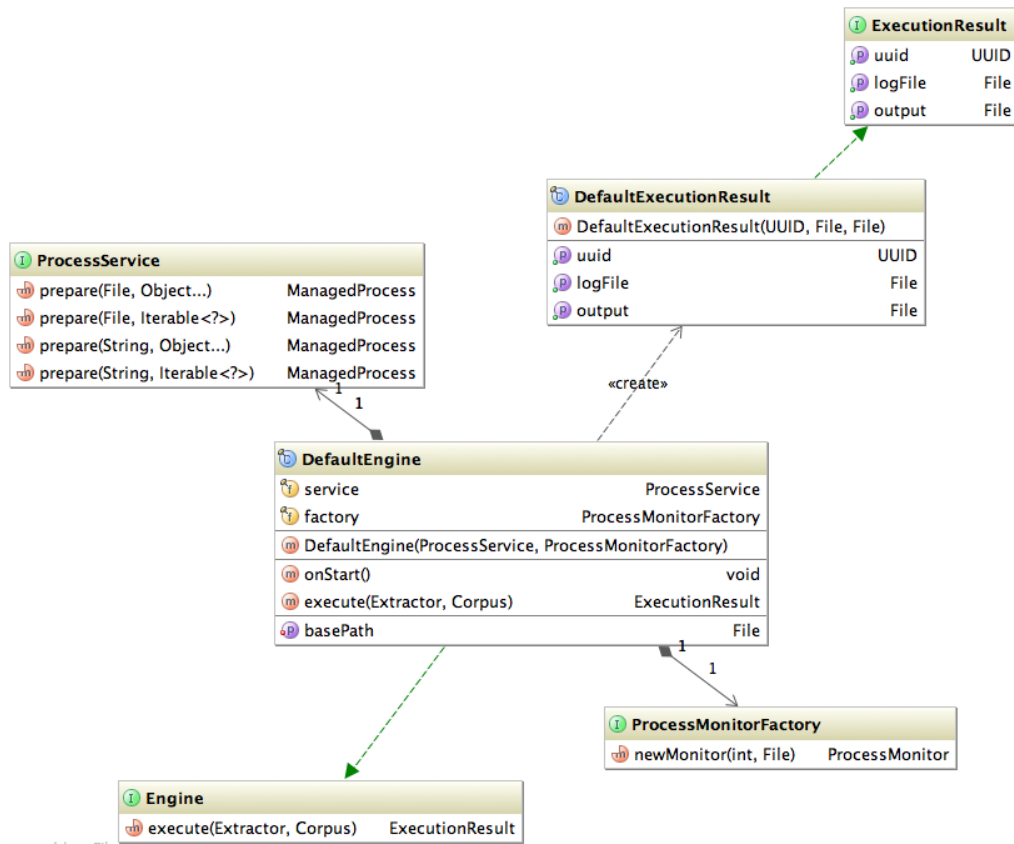 ExecutionResult
uuid UUID
logFile File
output File
DefaultExecutionResult
DefaultExecutionResult(UUID, File, File)
uuid UUID
logFile File
output File
ProcessService
prepare(File, Object...) ManagedProcess
prepare(File, Iterable<?>) ManagedProcess
prepare(String, Object...) ManagedProcess
prepare(String, Iterable<?>) ManagedProcess
«create»
1
1
DefaultEngine
service ProcessService
factory ProcessMonitorFactory
DefaultEngine(ProcessService, ProcessMonitorFactory)
onStart() void
execute(Extractor, Corpus) ExecutionResult
basePath File
1
1
ProcessMonitorFactory
newMonitor(int, File) ProcessMonitor
Engine
execute(Extractor, Corpus) ExecutionResult